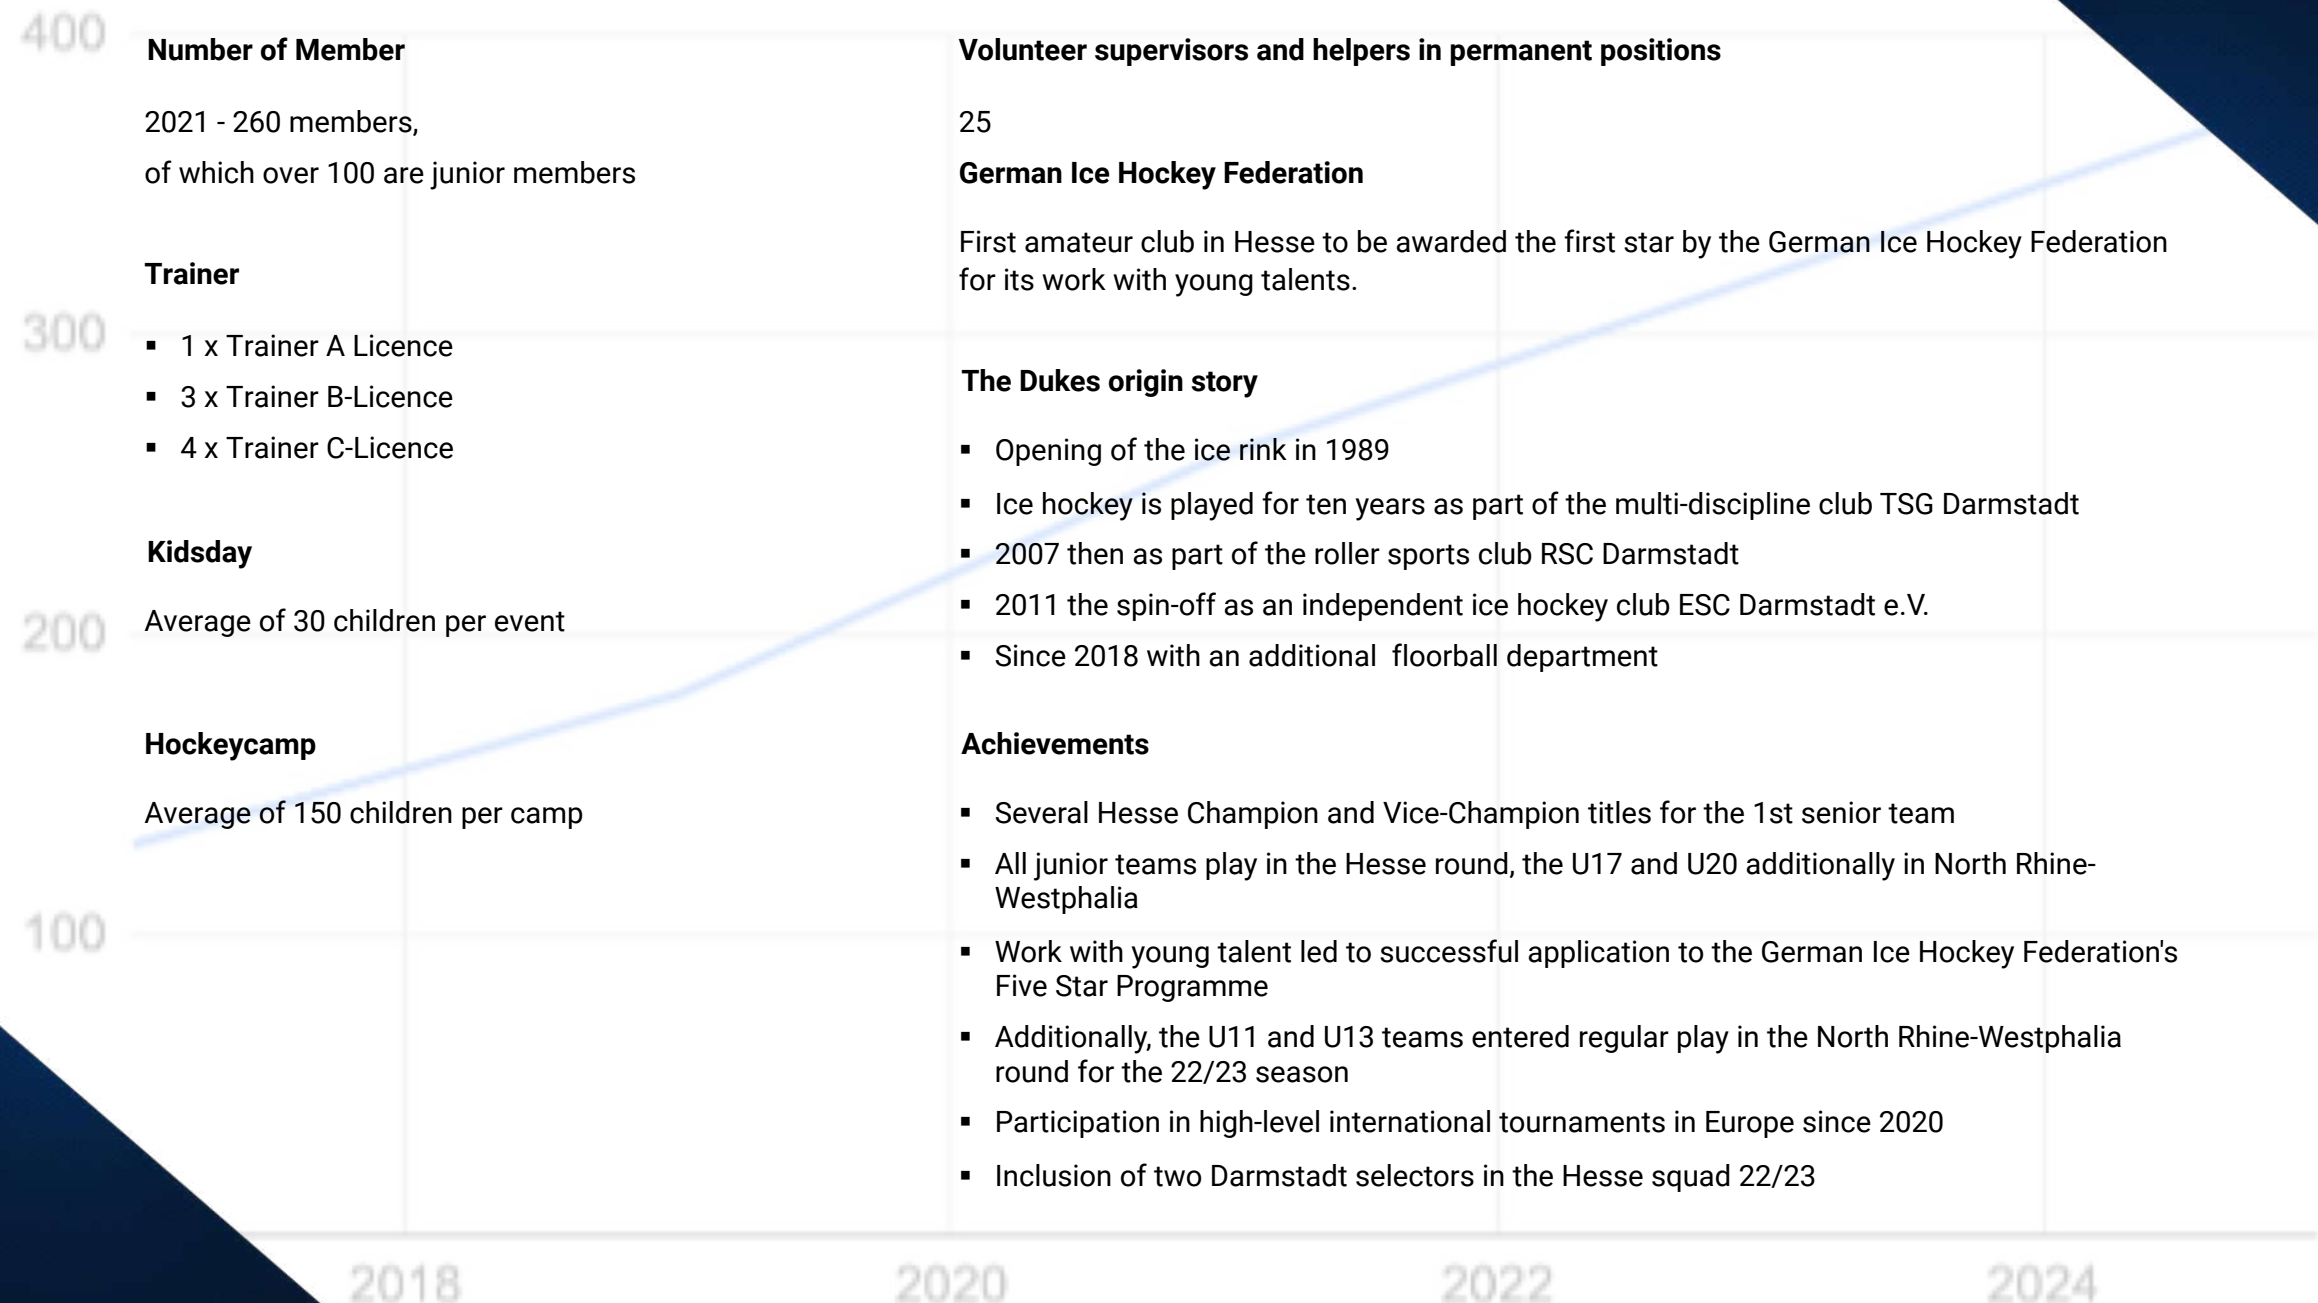 400
Number of Member
2021 - 260 members,
of which over 100 are junior members
Trainer
300
▪ 1 x Trainer A Licence
▪ 3 x Trainer B-Licence
▪ 4 x Trainer C-Licence
Kidsday
Average of 30 children per event
200
Hockeycamp
Average of 150 children per camp
100
Volunteer supervisors and helpers in permanent positions
25
German Ice Hockey Federation
First amateur club in Hesse to be awarded the first star by the German Ice Hockey Federation
for its work with young talents.
The Dukes origin story
▪ Opening of the ice rink in 1989
▪ Ice hockey is played for ten years as part of the multi-discipline club TSG Darmstadt
▪ 2007 then as part of the roller sports club RSC Darmstadt
▪ 2011 the spin-off as an independent ice hockey club ESC Darmstadt e.V.
▪ Since 2018 with an additional  floorball department
Achievements
▪ Several Hesse Champion and Vice-Champion titles for the 1st senior team
▪ All junior teams play in the Hesse round, the U17 and U20 additionally in North Rhine-
Westphalia
▪ Work with young talent led to successful application to the German Ice Hockey Federation's
Five Star Programme
▪ Additionally, the U11 and U13 teams entered regular play in the North Rhine-Westphalia
round for the 22/23 season
▪ Participation in high-level international tournaments in Europe since 2020
▪ Inclusion of two Darmstadt selectors in the Hesse squad 22/23
2018 2020 2022 2024